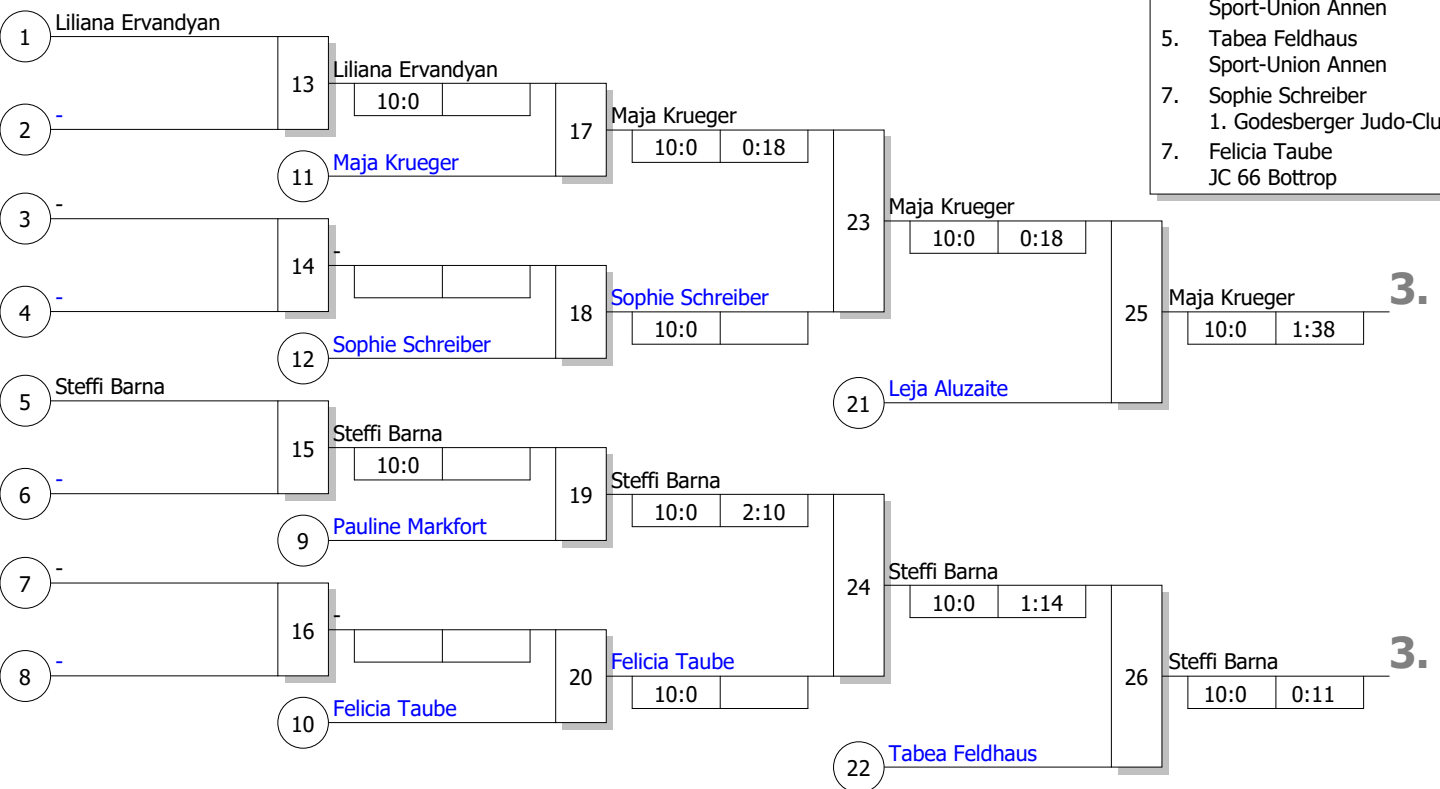 Sport-Union Annen
5. Tabea Feldhaus
Sport-Union Annen
7. Sophie Schreiber
1. Godesberger Judo-Clu
7. Felicia Taube
JC 66 Bottrop
1 Liliana Ervandyan
2 -
13 Liliana Ervandyan
10:0
11 Maja Krueger
17 Maja Krueger
10:0 0:18
3 -
4 -
14 -
12 Sophie Schreiber
18 Sophie Schreiber
10:0
23 Maja Krueger
10:0 0:18
21 Leja Aluzaite
25 Maja Krueger 3.
10:0 1:38
5 Steffi Barna
6 -
15 Steffi Barna
10:0
9 Pauline Markfort
19 Steffi Barna
10:0 2:10
7 -
8 -
16 -
10 Felicia Taube
20 Felicia Taube
10:0
24 Steffi Barna
10:0 1:14
22 Tabea Feldhaus
26 Steffi Barna 3.
10:0 0:11